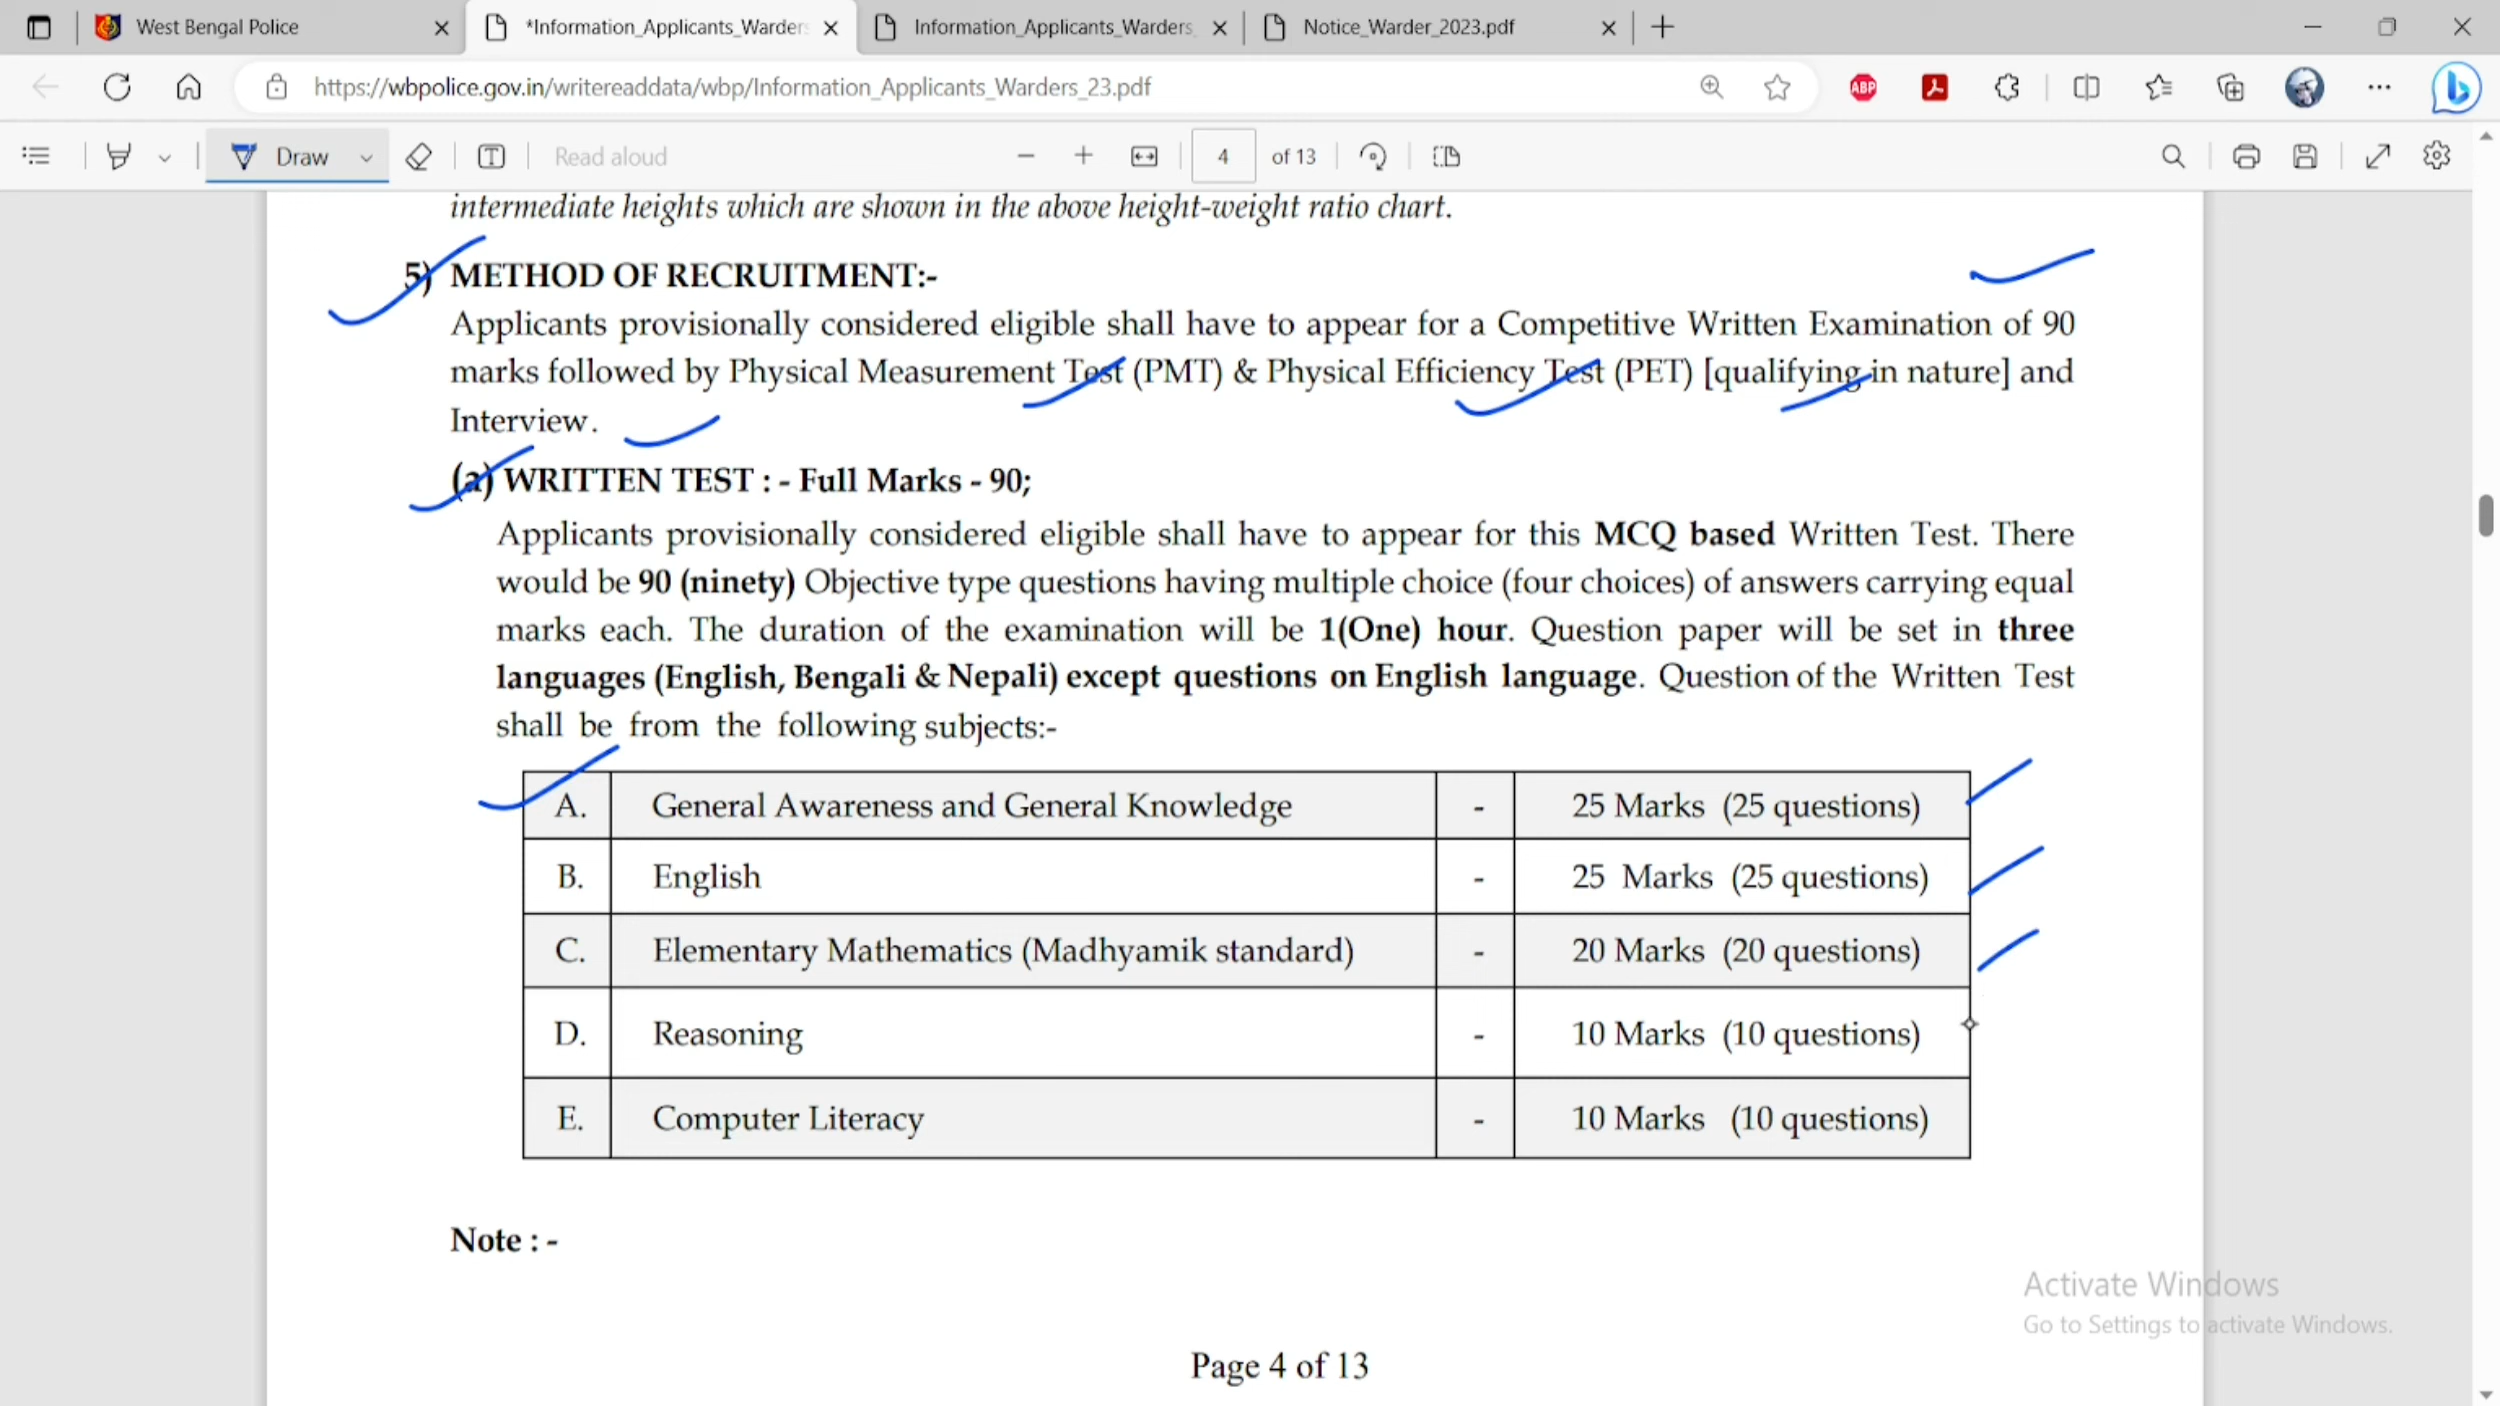 West Bengal Police
*Information_Applicants_Warders
Information_Applicants_Warders_
Notice_Warder_2023.pdf
https://wbpolice.gov.in/writereaddata/wbp/Information_Applicants_Warders_23.pdf
ABP
Draw
Read aloud
4 of 13
intermediate heights which are shown in the above height-weight ratio chart.
5) METHOD OF RECRUITMENT:-
Applicants provisionally considered eligible shall have to appear for a Competitive Written Examination of 90
marks followed by Physical Measurement Test (PMT) & Physical Efficiency Test (PET) [qualifying in nature] and
Interview.
(a) WRITTEN TEST : - Full Marks - 90;
Applicants provisionally considered eligible shall have to appear for this MCQ based Written Test. There
would be 90 (ninety) Objective type questions having multiple choice (four choices) of answers carrying equal
marks each. The duration of the examination will be 1(One) hour. Question paper will be set in three
languages (English, Bengali & Nepali) except questions on English language. Question of the Written Test
shall be from the following subjects:-
A. General Awareness and General Knowledge - 25 Marks (25 questions)
B. English - 25 Marks (25 questions)
C. Elementary Mathematics (Madhyamik standard) - 20 Marks (20 questions)
D. Reasoning - 10 Marks (10 questions)
E. Computer Literacy - 10 Marks (10 questions)
Note : -
Activate Windows
Go to Settings to activate Windows.
Page 4 of 13